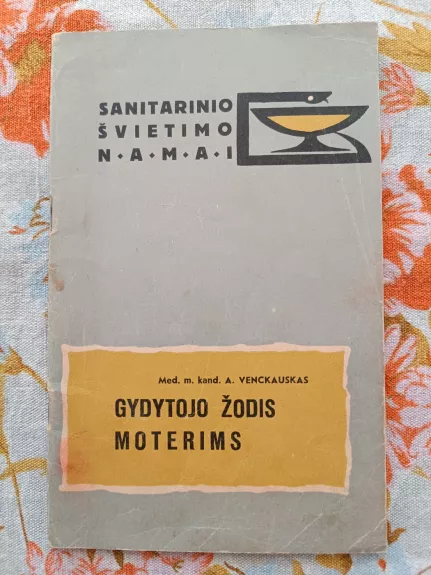 SANITARINIO
ŠVIETIMO
N·A·M·A·I
Med. m. kand. A. VENCKAUSKAS
GYDYTOJO ŽODIS
MOTERIMS